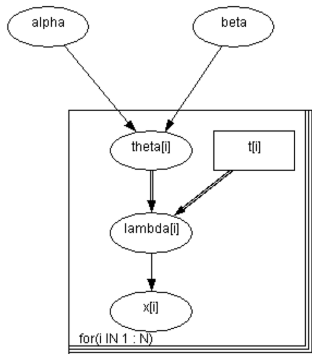 alpha
beta
theta[i]
t[i]
lambda[i]
x[i]
for(i IN 1 : N)